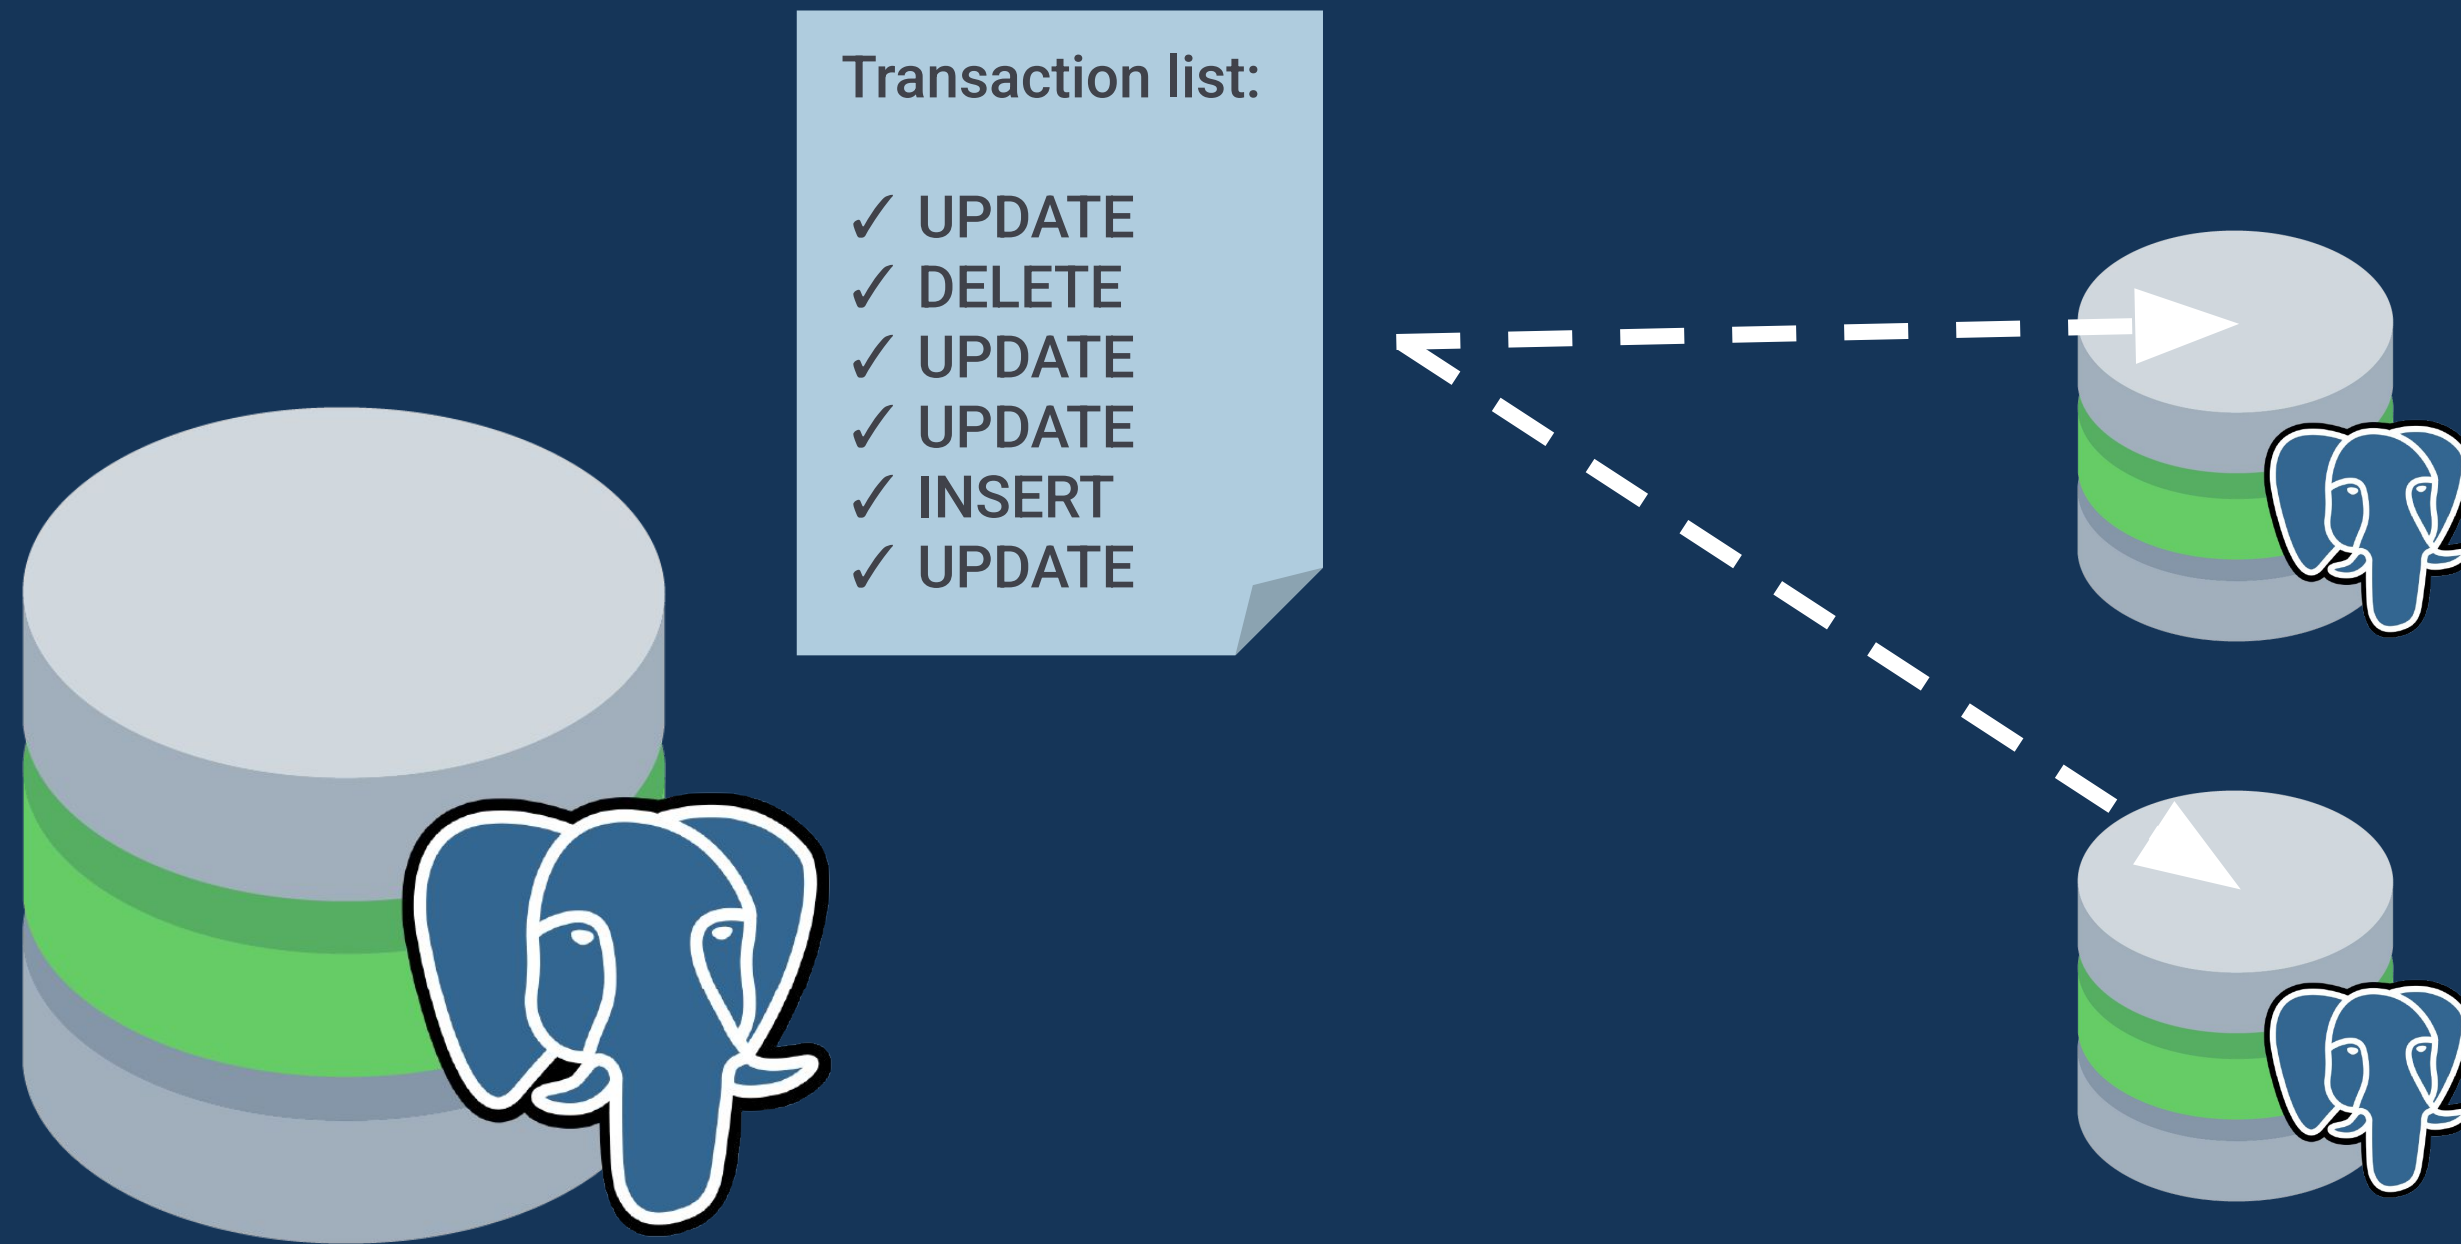 Transaction list:
✓ UPDATE
✓ DELETE
✓ UPDATE
✓ UPDATE
✓ INSERT
✓ UPDATE